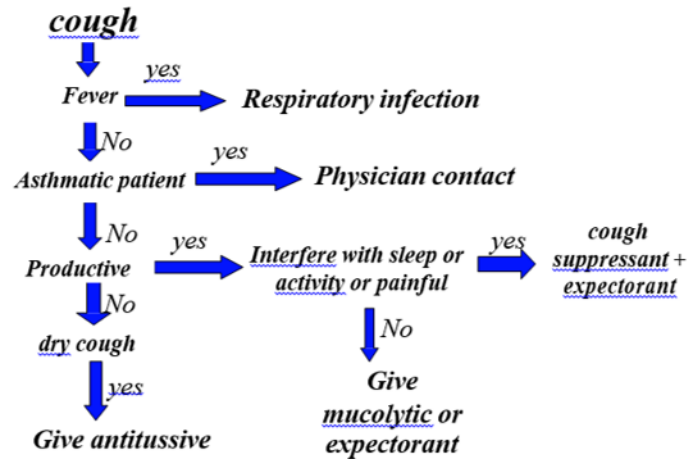 cough
yes
Fever
Respiratory infection
No
yes
Asthmatic patient
Physician contact
No
yes
Productive
Interfere with sleep or
activity or painful
yes
cough
suppressant +
expectorant
No
dry cough
No
yes
Give
mucolytic or
expectorant
Give antitussive